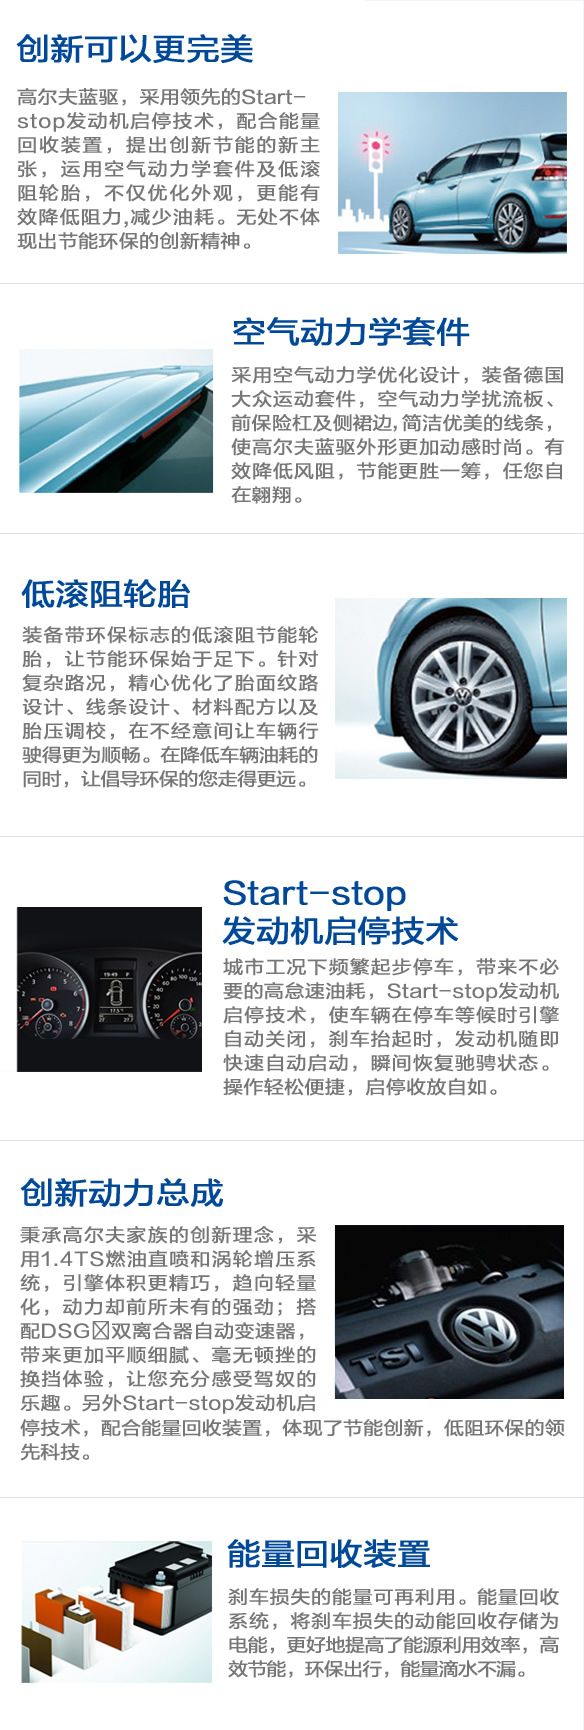 创新可以更完美
高尔夫蓝驱，采用领先的Start-
stop发动机启停技术，配合能量
回收装置，提出创新节能的新主
张，运用空气动力学套件及低滚
阻轮胎，不仅优化外观，更能有
效降低阻力,减少油耗。无处不体
现出节能环保的创新精神。
空气动力学套件
采用空气动力学优化设计，装备德国
大众运动套件，空气动力学扰流板、
前保险杠及侧裙边,简洁优美的线条，
使高尔夫蓝驱外形更加动感时尚。有
效降低风阻，节能更胜一筹，任您自
在翱翔。
低滚阻轮胎
装备带环保标志的低滚阻节能轮
胎，让节能环保始于足下。针对
复杂路况，精心优化了胎面纹路
设计、线条设计、材料配方以及
胎压调校，在不经意间让车辆行
驶得更为顺畅。在降低车辆油耗的
同时，让倡导环保的您走得更远。
Start-stop
发动机启停技术
城市工况下频繁起步停车，带来不必
要的高怠速油耗，Start-stop发动机
启停技术，使车辆在停车等候时引擎
自动关闭，刹车抬起时，发动机随即
快速自动启动，瞬间恢复驰骋状态。
操作轻松便捷，启停收放自如。
创新动力总成
秉承高尔夫家族的创新理念，采
用1.4TS燃油直喷和涡轮增压系
统，引擎体积更精巧，趋向轻量
化，动力却前所未有的强劲；搭
配DSG双离合器自动变速器，
带来更加平顺细腻、毫无顿挫的
换挡体验，让您充分感受驾奴的
乐趣。另外Start-stop发动机启
停技术，配合能量回收装置，体现了节能创新，低阻环保的领
先科技。
TSI
能量回收装置
刹车损失的能量可再利用。能量回收
系统，将刹车损失的动能回收存储为
电能，更好地提高了能源利用效率，高
效节能，环保出行，能量滴水不漏。